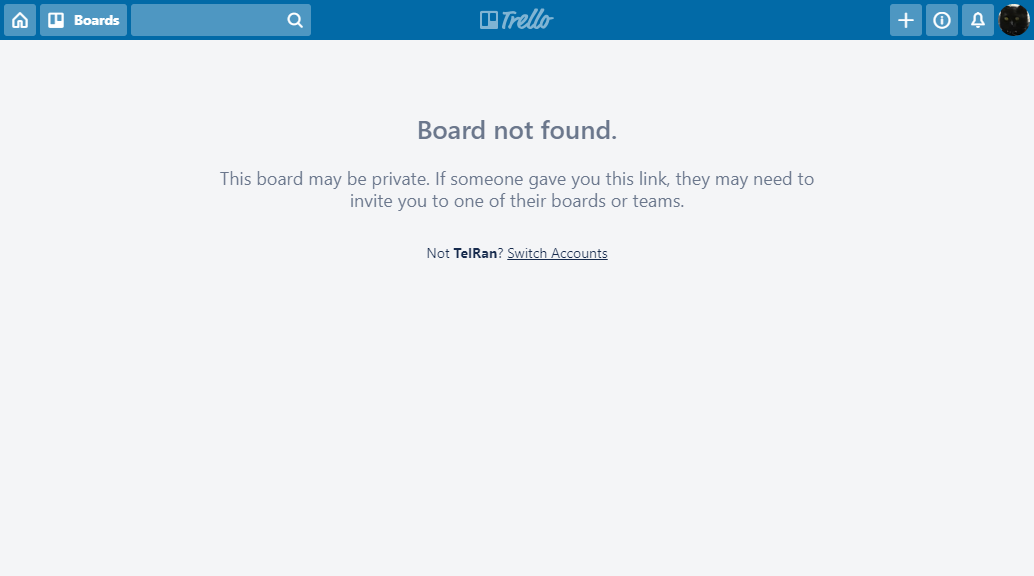 Boards
Trello
Board not found.
This board may be private. If someone gave you this link, they may need to
invite you to one of their boards or teams.
Not TelRan? Switch Accounts